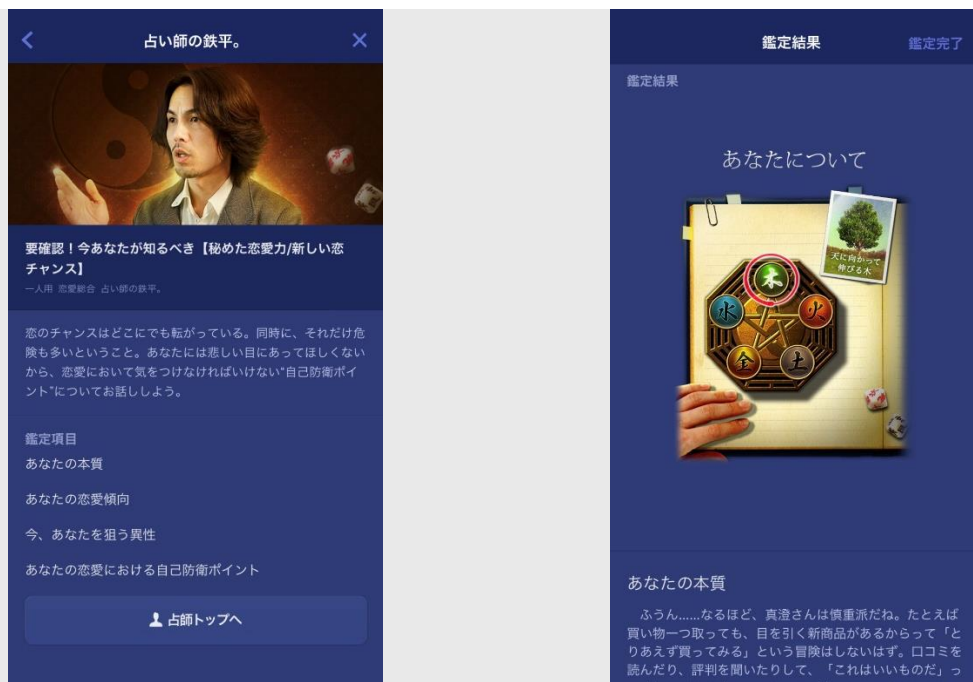 占い師の鉄平。
要確認！今あなたが知るべき【秘めた恋愛力/新しい恋
チャンス】
一人用 恋愛総合 占い師の鉄平。
恋のチャンスはどこにでも転がっている。同時に、それだけ危
険も多いということ。あなたには悲しい目にあってほしくない
から、恋愛において気をつけなければいけない“自己防衛ポイ
ント”についてお話ししよう。
鑑定項目
あなたの本質
あなたの恋愛傾向
今、あなたを狙う異性
あなたの恋愛における自己防衛ポイント
占師トップへ
鑑定結果
鑑定完了
鑑定結果
あなたについて
天に向かって
伸びる木
木
水
火
金
土
あなたの本質
ふうん……なるほど、真澄さんは慎重派だね。たとえば
買い物一つ取っても、目を引く新商品があるからって「と
りあえず買ってみる」という冒険はしないはず。口コミを
読んだり、評判を聞いたりして、「これはいいものだ」っ